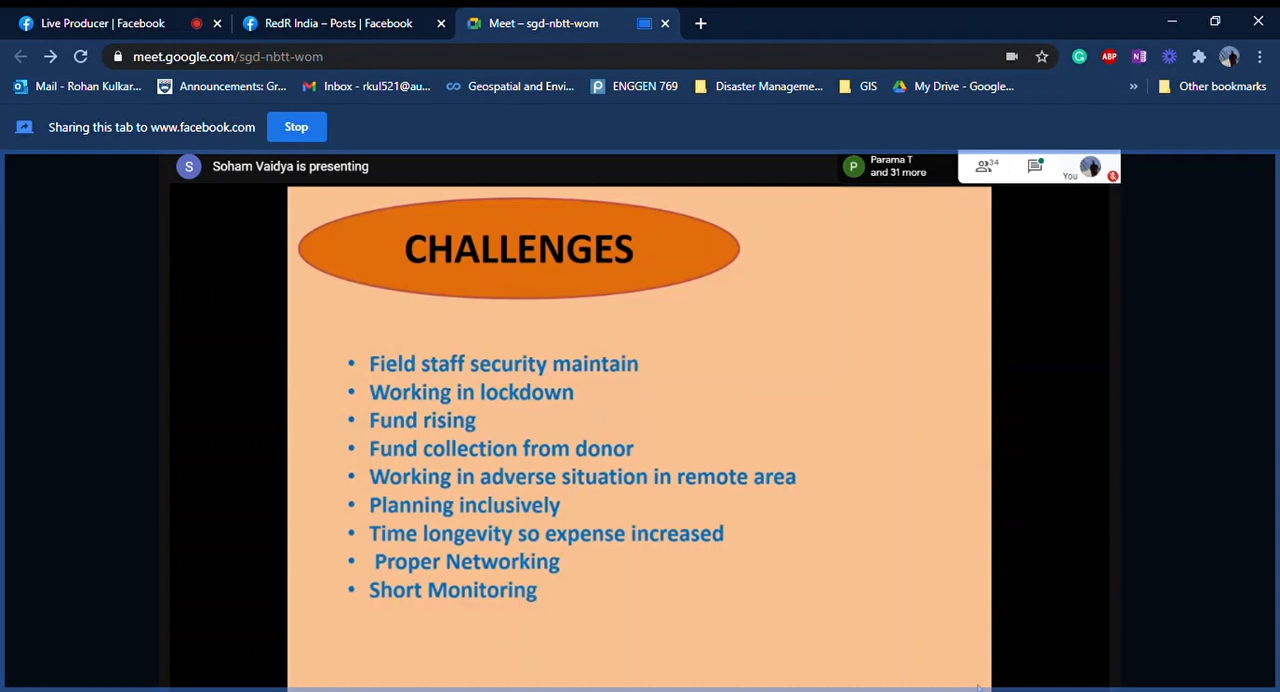 Live Producer | Facebook
RedR India – Posts | Facebook
Meet – sgd-nbtt-wom
meet.google.com/sgd-nbtt-wom
Mail - Rohan Kulkar...
Announcements: Gr...
Inbox - rkul521@au...
Geospatial and Envi...
ENGGEN 769
Disaster Manageme...
GIS
My Drive - Google...
Other bookmarks
Sharing this tab to www.facebook.com
Stop
S
Soham Vaidya is presenting
P
Parama T
and 31 more
34
You
CHALLENGES
• Field staff security maintain
• Working in lockdown
• Fund rising
• Fund collection from donor
• Working in adverse situation in remote area
• Planning inclusively
• Time longevity so expense increased
• Proper Networking
• Short Monitoring